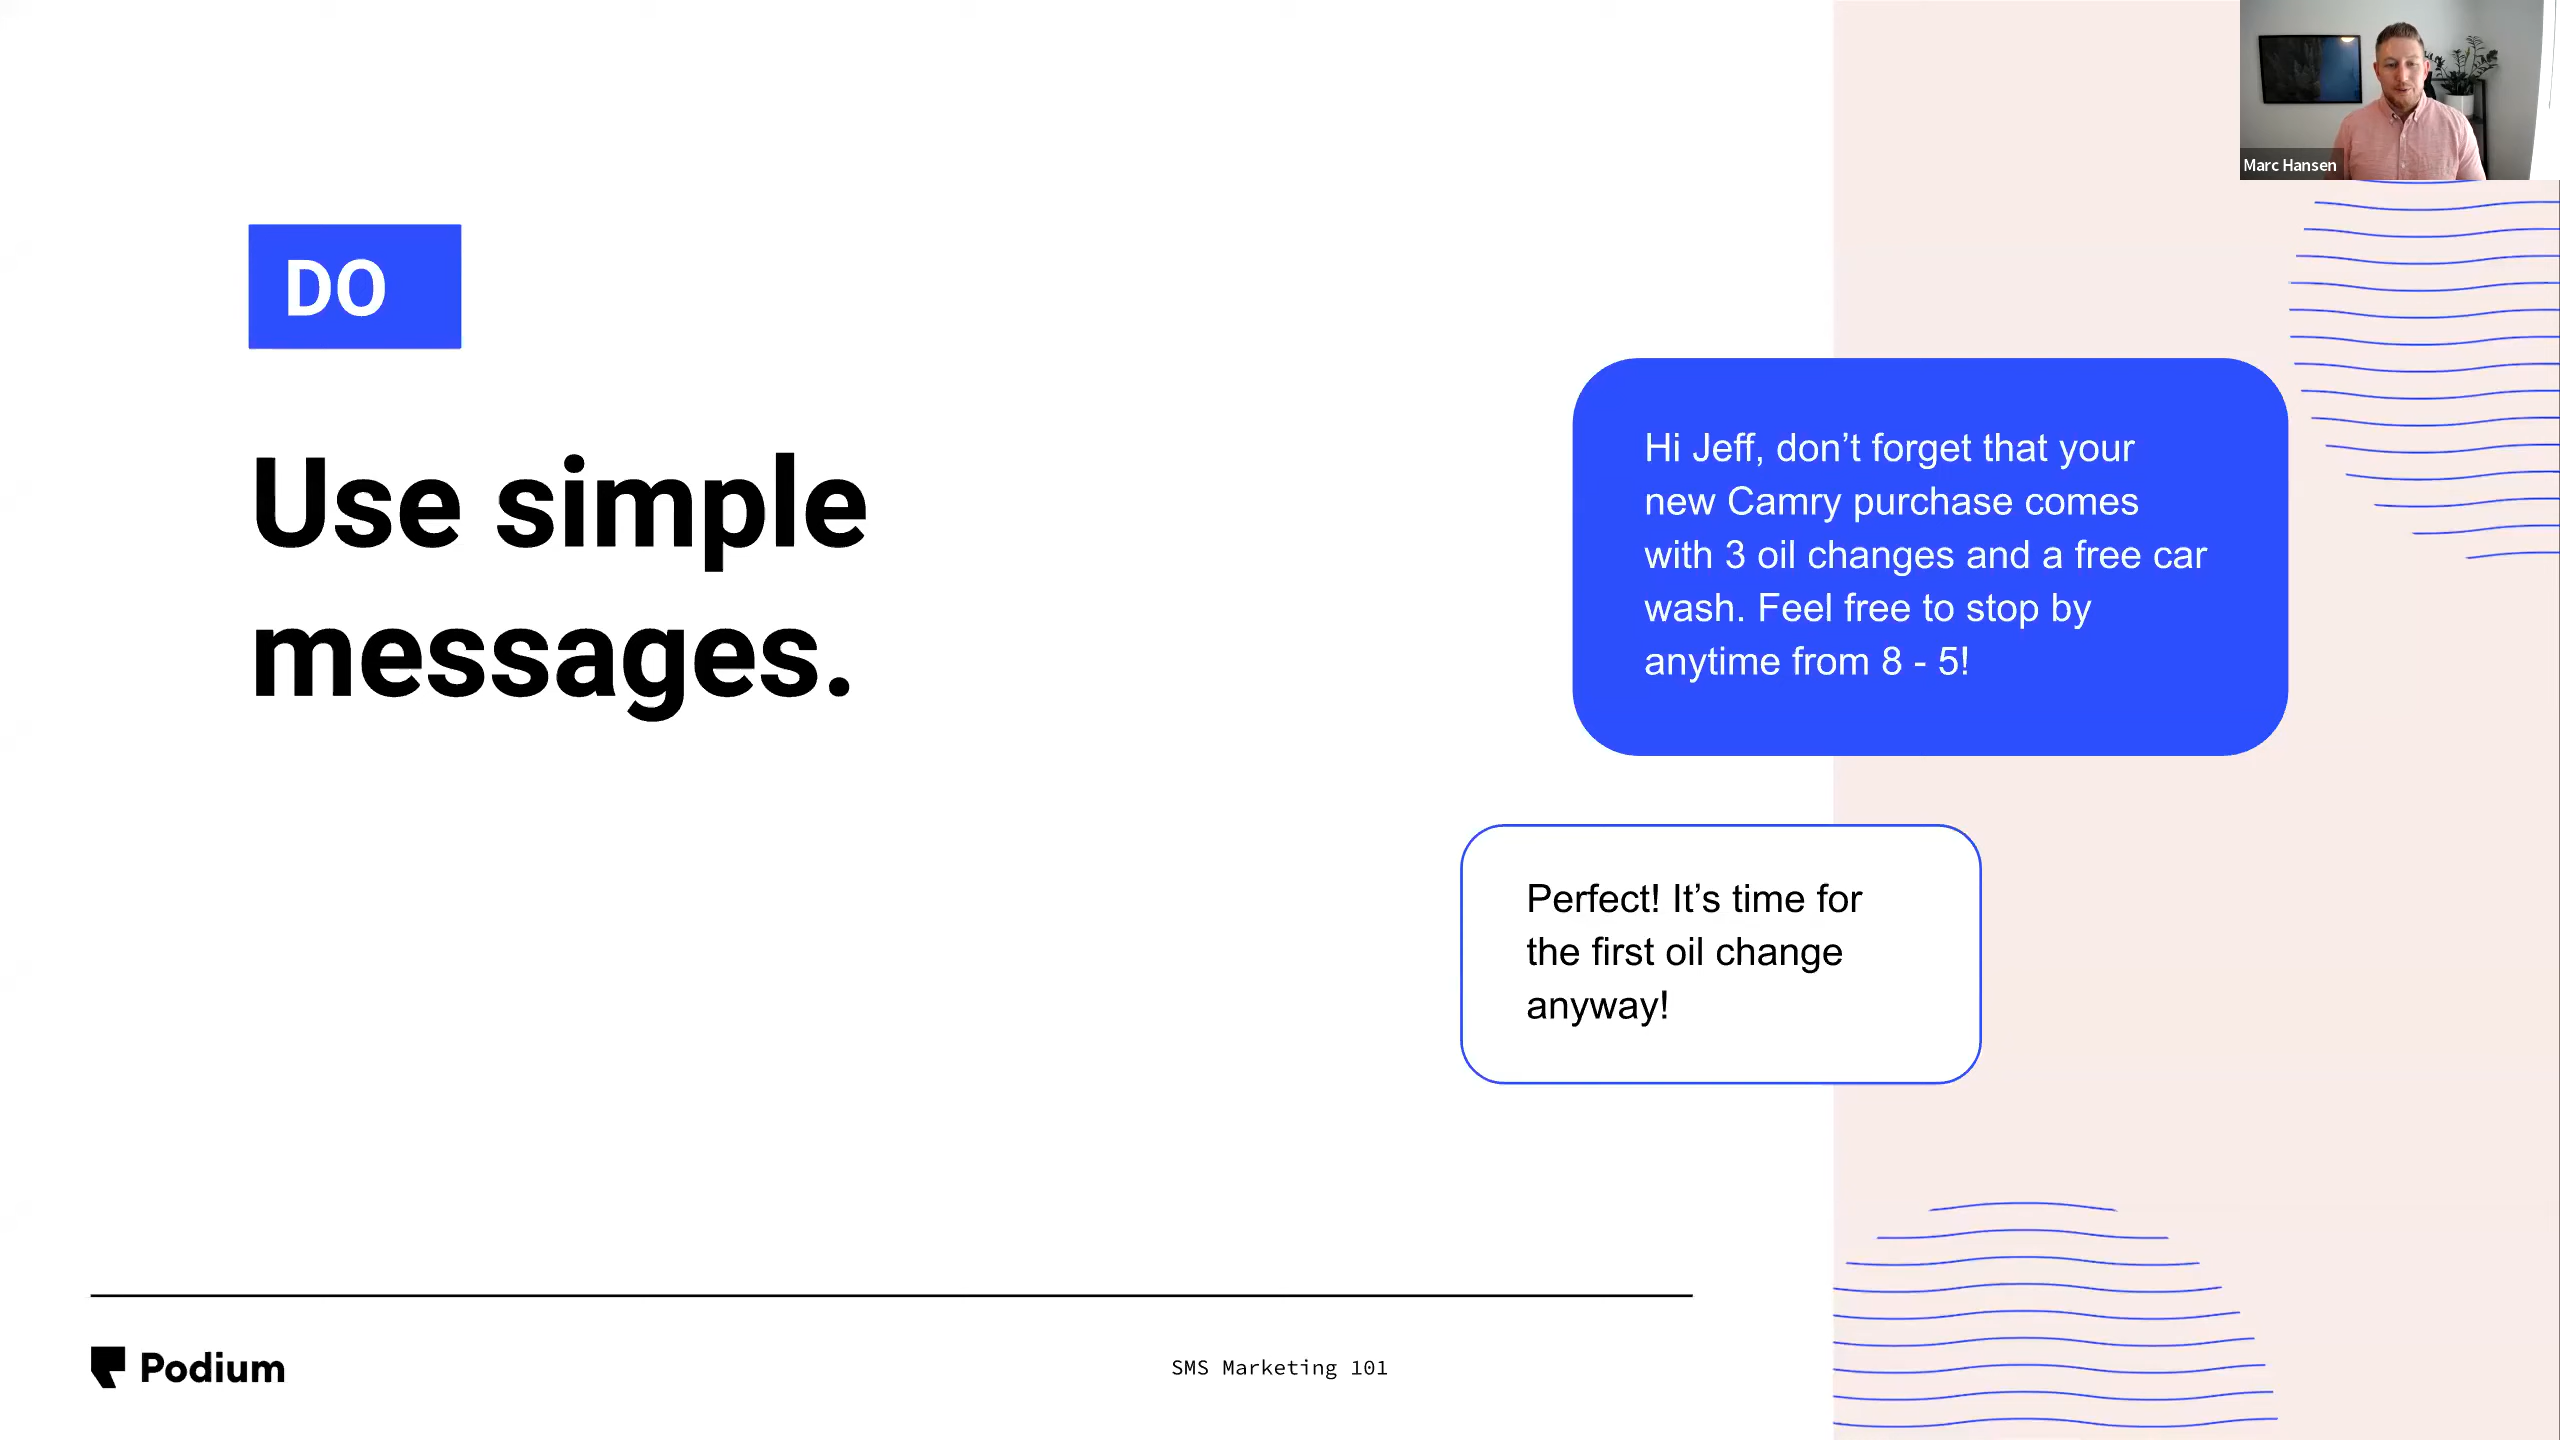 Marc Hansen
DO
Use simple
messages.
Hi Jeff, don’t forget that your
new Camry purchase comes
with 3 oil changes and a free car
wash. Feel free to stop by
anytime from 8 - 5!
Perfect! It’s time for
the first oil change
anyway!
Podium
SMS Marketing 101